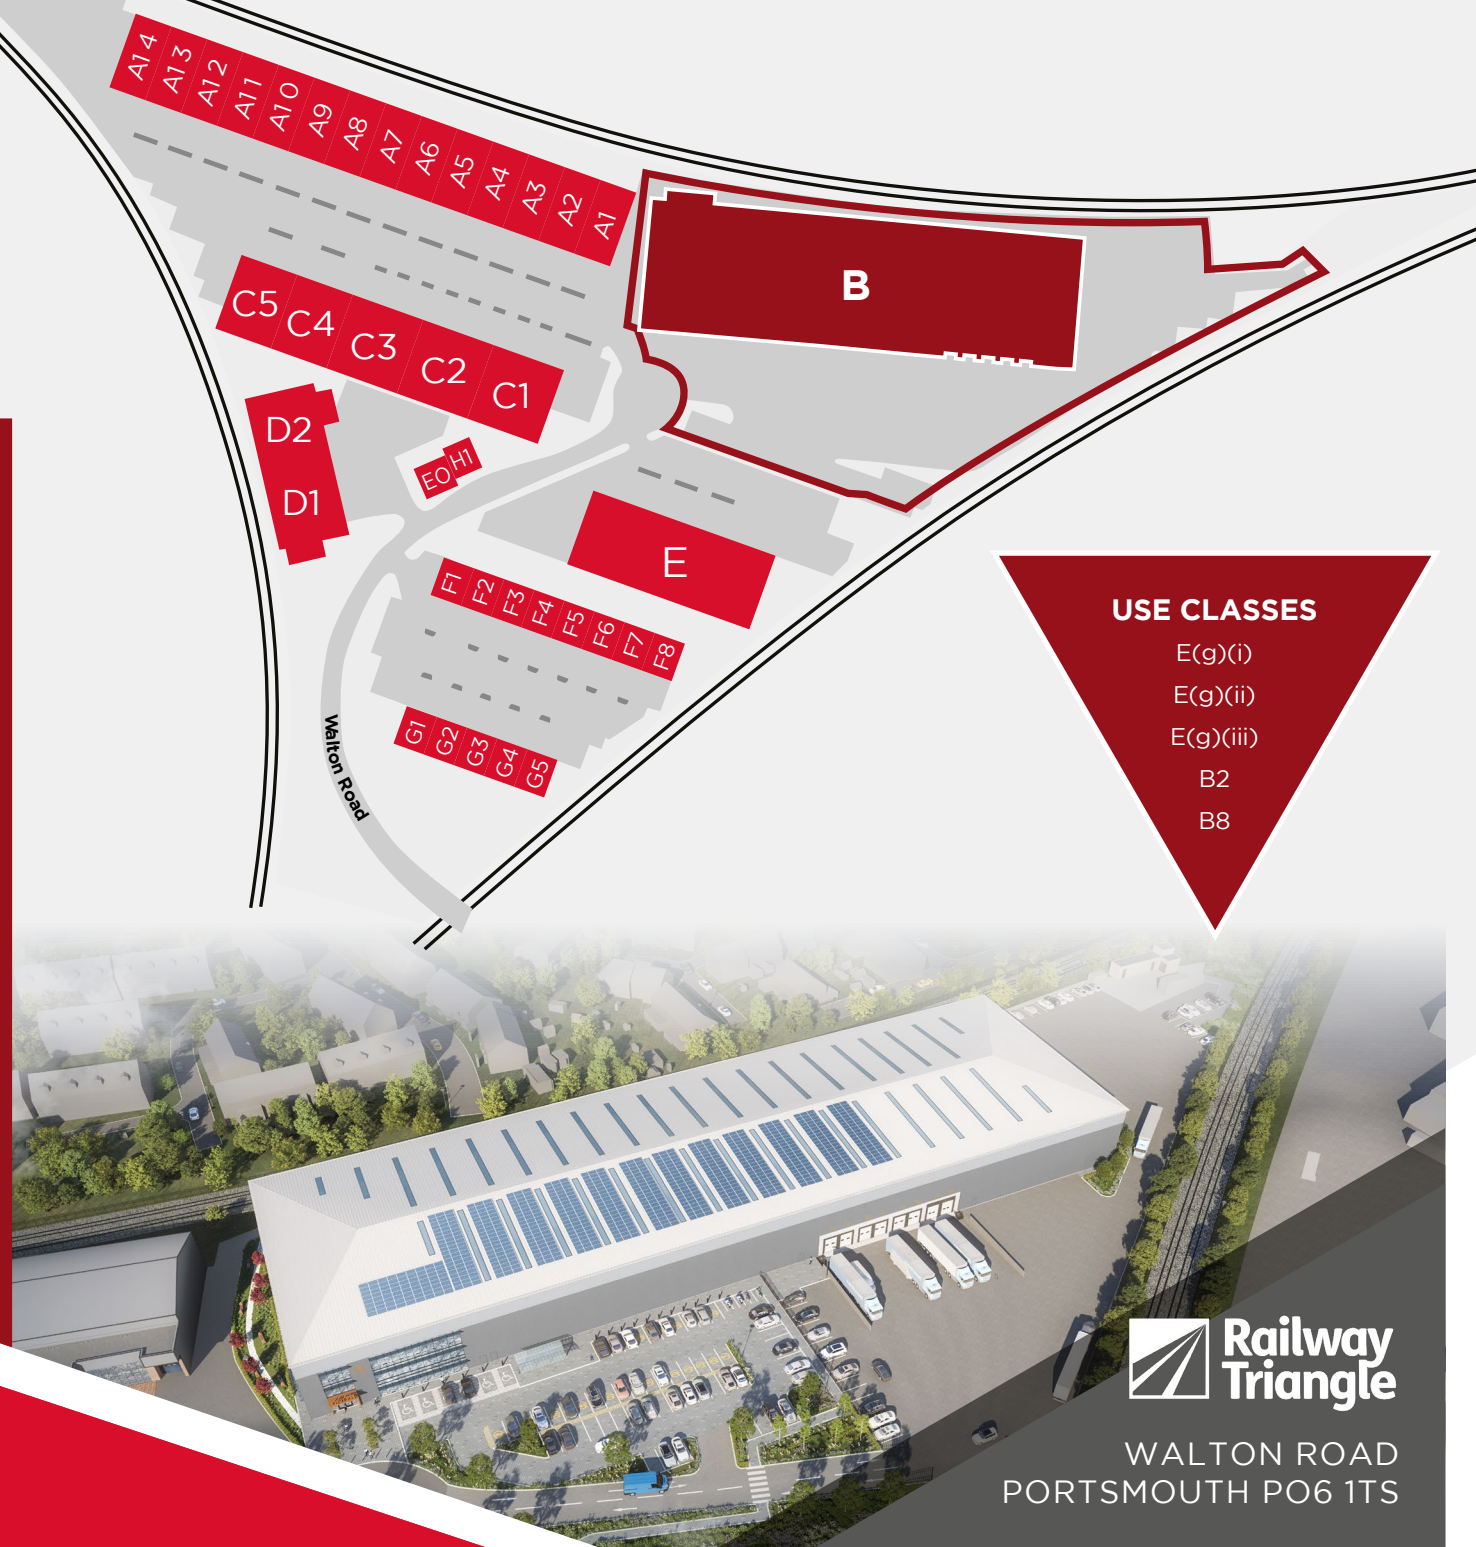 A14
A13
A12
A11
A10
A9
A8
A7
A6
A5
A4
A3
A2
A1
B
C5
C4
C3
C2
C1
D2
D1
EO
H1
E
F1
F2
F3
F4
F5
F6
F7
F8
G1
G2
G3
G4
G5
Walton Road
USE CLASSES
E(g)(i)
E(g)(ii)
E(g)(iii)
B2
B8
Railway
Triangle
WALTON ROAD
PORTSMOUTH PO6 1TS